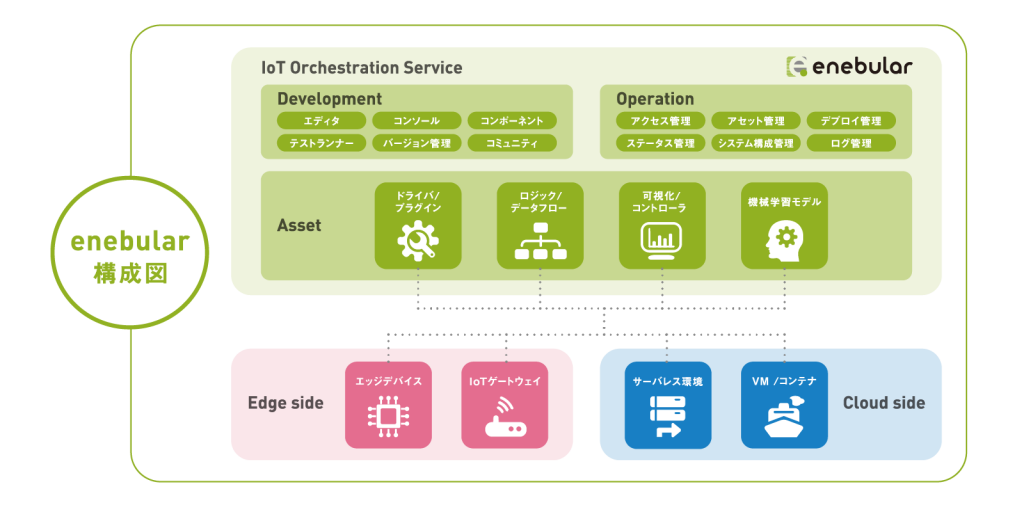 enebular
構成図
IoT Orchestration Service
enebular
Development
エディタ
コンソール
コンポーネント
テストランナー
バージョン管理
コミュニティ
Operation
アクセス管理
アセット管理
デプロイ管理
ステータス管理
システム構成管理
ログ管理
Asset
ドライバ/
プラグイン
ロジック/
データフロー
可視化/
コントローラ
機械学習モデル
Edge side
エッジデバイス
IoTゲートウェイ
サーバレス環境
VM /コンテナ
Cloud side